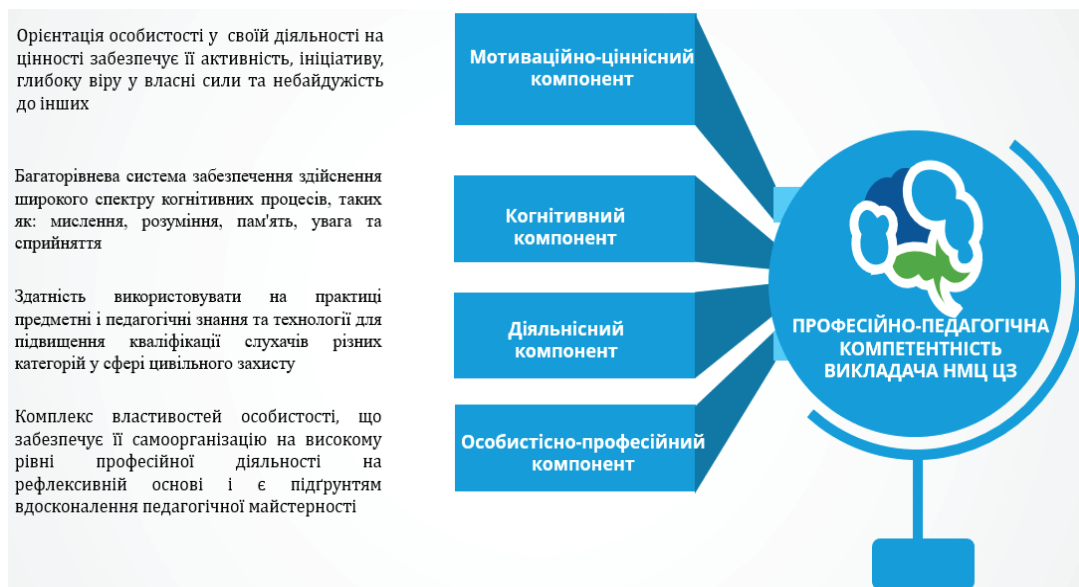 Орієнтація особистості у своїй діяльності на
цінності забезпечує її активність, ініціативу,
глибоку віру у власні сили та небайдужість
до інших
Мотиваційно-ціннісний
компонент
Багаторівнева система забезпечення здійснення
широкого спектру когнітивних процесів, таких
як: мислення, розуміння, пам'ять, увага та
сприйняття
Когнітивний
компонент
Здатність використовувати на практиці
предметні і педагогічні знання та технології для
підвищення кваліфікації слухачів різних
категорій у сфері цивільного захисту
Діяльнісний
компонент
Комплекс властивостей особистості, що
забезпечує її самоорганізацію на високому
рівні професійної діяльності на
рефлексивній основі і є підґрунтям
вдосконалення педагогічної майстерності
Особистісно-професійний
компонент
ПРОФЕСІЙНО-ПЕДАГОГІЧНА
КОМПЕТЕНТНІСТЬ
ВИКЛАДАЧА НМЦ ЦЗ